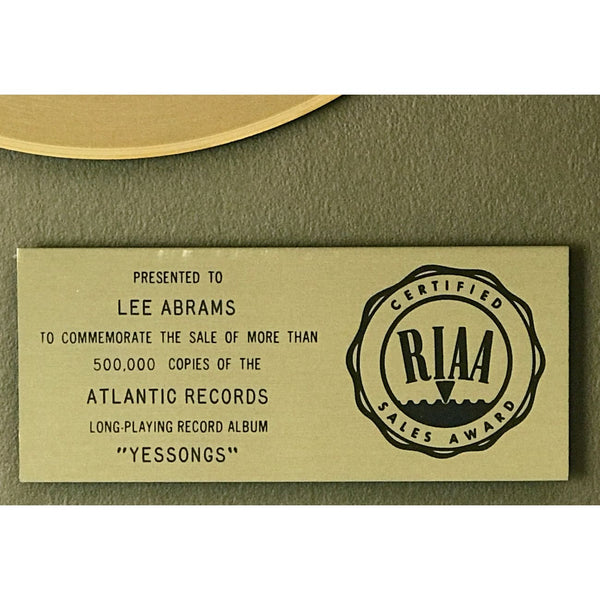 PRESENTED TO
LEE ABRAMS
TO COMMEMORATE THE SALE OF MORE THAN
500,000 COPIES OF THE
ATLANTIC RECORDS
LONG-PLAYING RECORD ALBUM
"YESSONGS"
CERTIFIED
RIAA
SALES AWARD